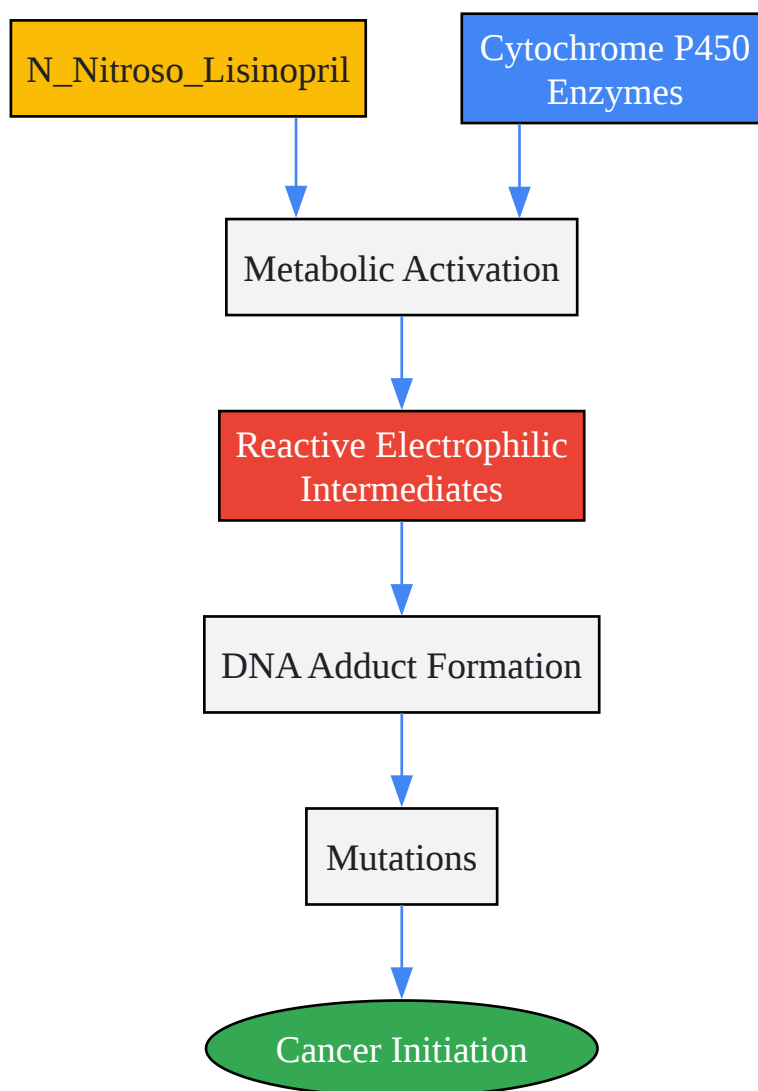 N_Nitroso_Lisinopril
Cytochrome P450
Enzymes
Metabolic Activation
Reactive Electrophilic
Intermediates
DNA Adduct Formation
Mutations
Cancer Initiation